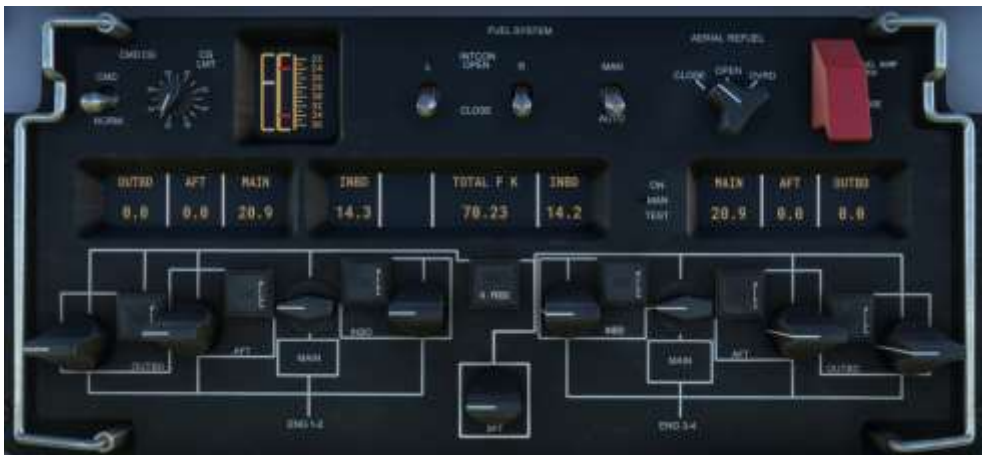 FUEL SYSTEM
AERIAL REFUEL
CMD CG
CG
LMT
CMD
NORM
INTCON
OPEN
CLOSE
MAN
AUTO
CLOSE
OPEN
OVRD
OUTBD AFT MAIN
0.0 0.0 20.9
INBD TOTAL F K INBD
14.3 70.23 14.2
ON
MAN
TEST
MAIN AFT OUTBD
20.9 0.0 0.0
OUTBD
AFT
MAIN
INBD
INBD
MAIN
AFT
OUTBD
ENG 1-2
ENG 3-4